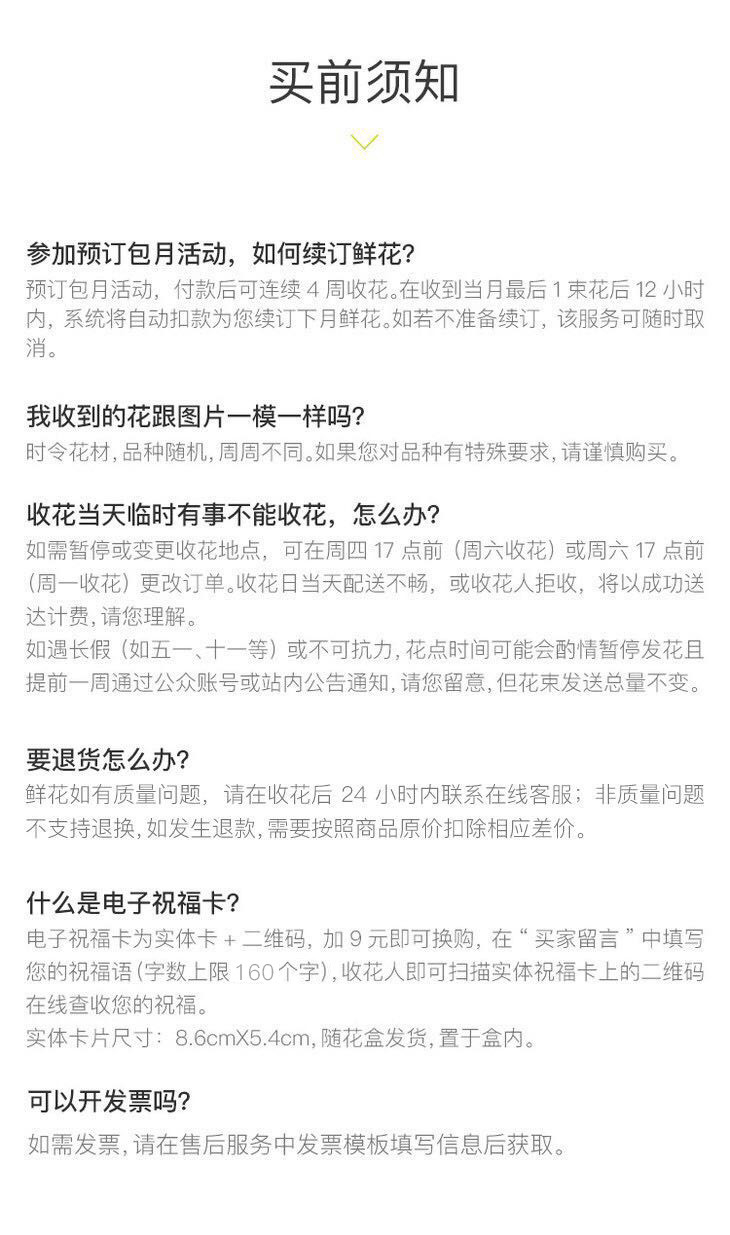 买前须知
参加预订包月活动，如何续订鲜花？
预订包月活动，付款后可连续 4 周收花。在收到当月最后 1 束花后 12 小时
内，系统将自动扣款为您续订下月鲜花。如若不准备续订，该服务可随时取
消。
我收到的花跟图片一模一样吗？
时令花材，品种随机，周周不同。如果您对品种有特殊要求，请谨慎购买。
收花当天临时有事不能收花，怎么办？
如需暂停或变更收花地点，可在周四 17 点前（周六收花）或周六 17 点前
（周一收花）更改订单。收花日当天配送不畅，或收花人拒收，将以成功送
达计费，请您理解。
如遇长假（如五一、十一等）或不可抗力，花点时间可能会酌情暂停发花且
提前一周通过公众账号或站内公告通知，请您留意，但花束发送总量不变。
要退货怎么办？
鲜花如有质量问题，请在收花后 24 小时内联系在线客服；非质量问题
不支持退换，如发生退款，需要按照商品原价扣除相应差价。
什么是电子祝福卡？
电子祝福卡为实体卡 + 二维码，加 9 元即可换购，在 “ 买家留言 ” 中填写
您的祝福语（字数上限 160 个字），收花人即可扫描实体祝福卡上的二维码
在线查收您的祝福。
实体卡片尺寸：8.6cmX5.4cm，随花盒发货，置于盒内。
可以开发票吗？
如需发票，请在售后服务中发票模板填写信息后获取。